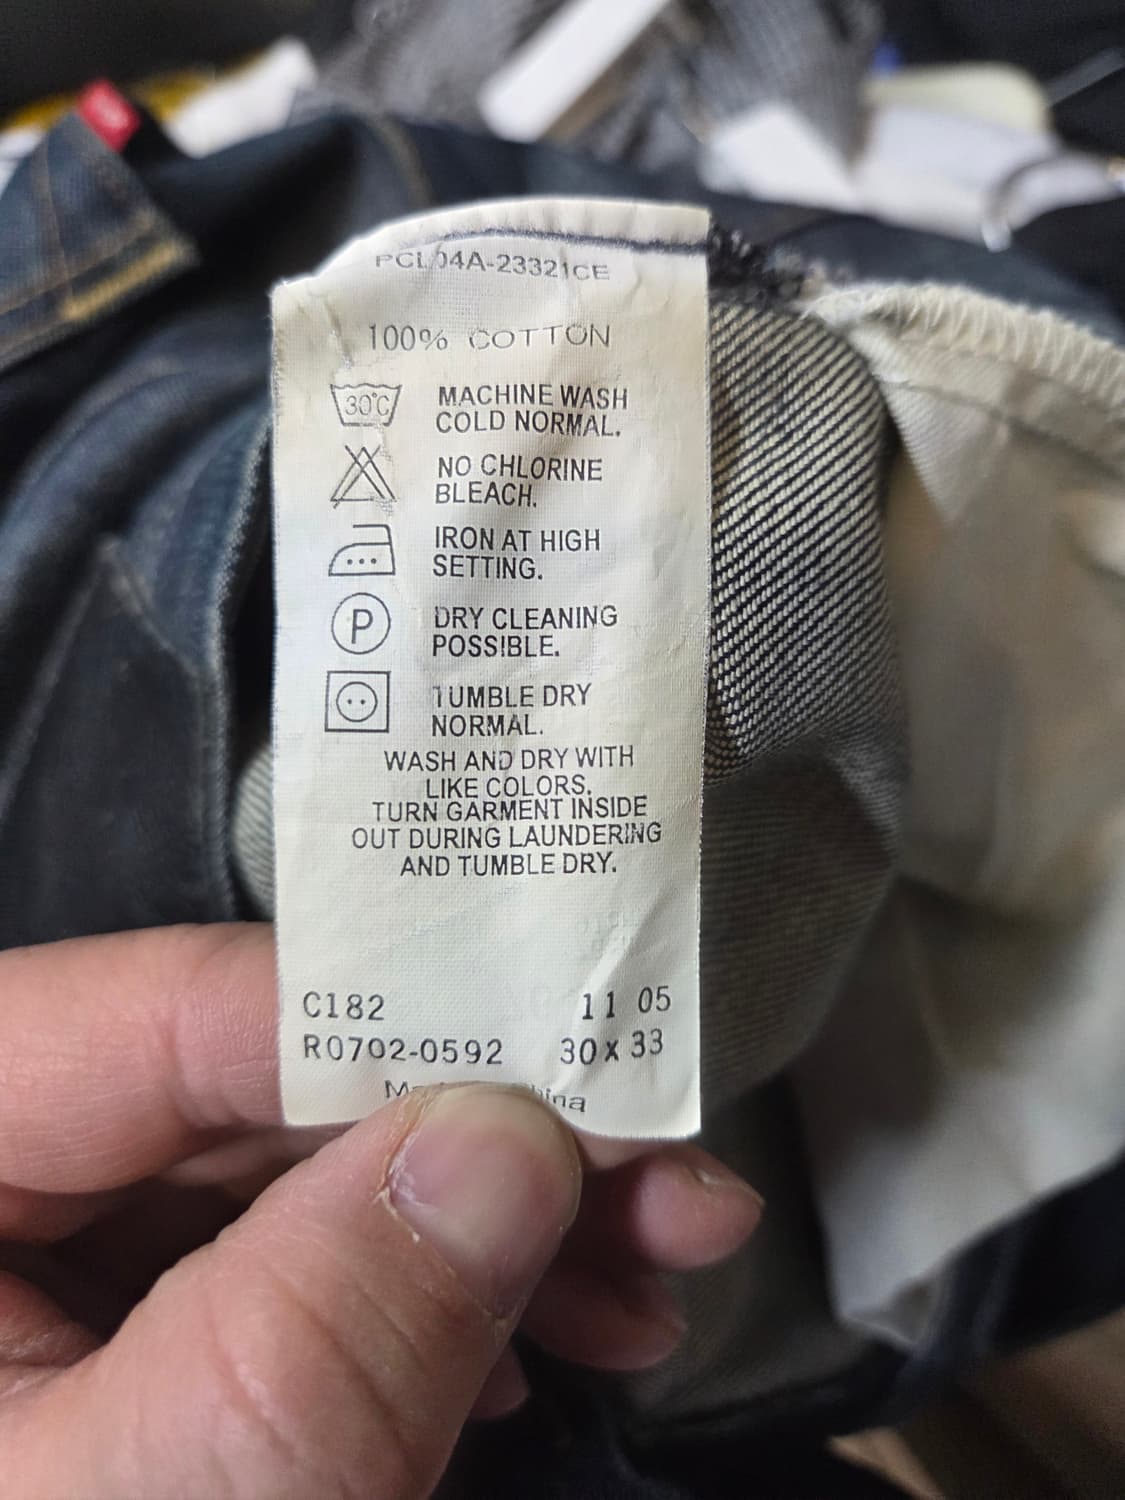 PCL04A-23321CE
100% COTTON
30°C MACHINE WASH
COLD NORMAL.
NO CHLORINE
BLEACH.
IRON AT HIGH
SETTING.
P DRY CLEANING
POSSIBLE.
TUMBLE DRY
NORMAL.
WASH AND DRY WITH
LIKE COLORS.
TURN GARMENT INSIDE
OUT DURING LAUNDERING
AND TUMBLE DRY.
C182 11 05
R0702-0592 30 x 33